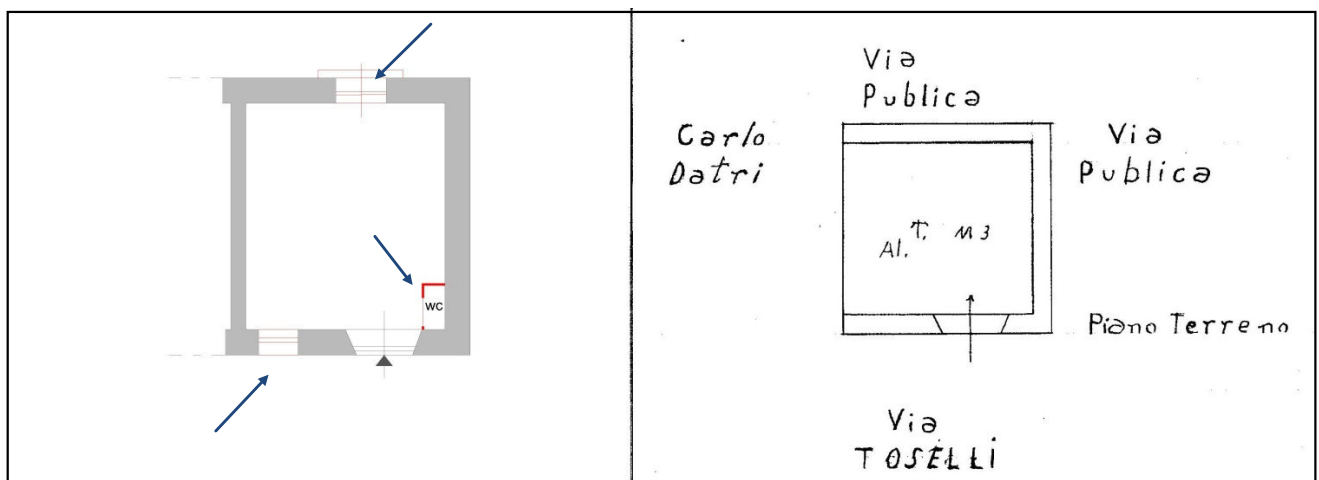 WC
Via
Publica
Carlo
Datri
Via
Publica
Al. T. M3
Piano Terreno
Via
TOSELLI